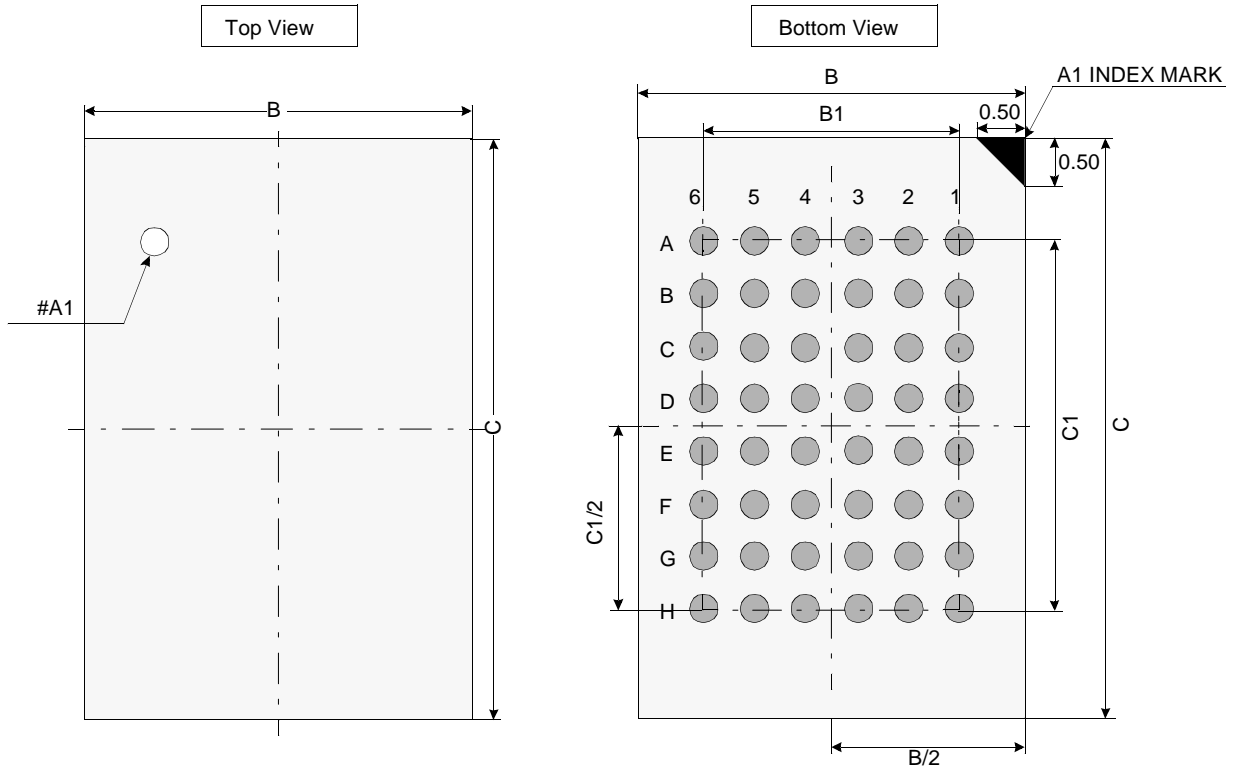 Top View
Bottom View
B
#A1
C
B
A1 INDEX MARK
B1
0.50
0.50
6 5 4 3 2 1
A
B
C
D
E
F
G
H
C1/2
C1
C
B/2